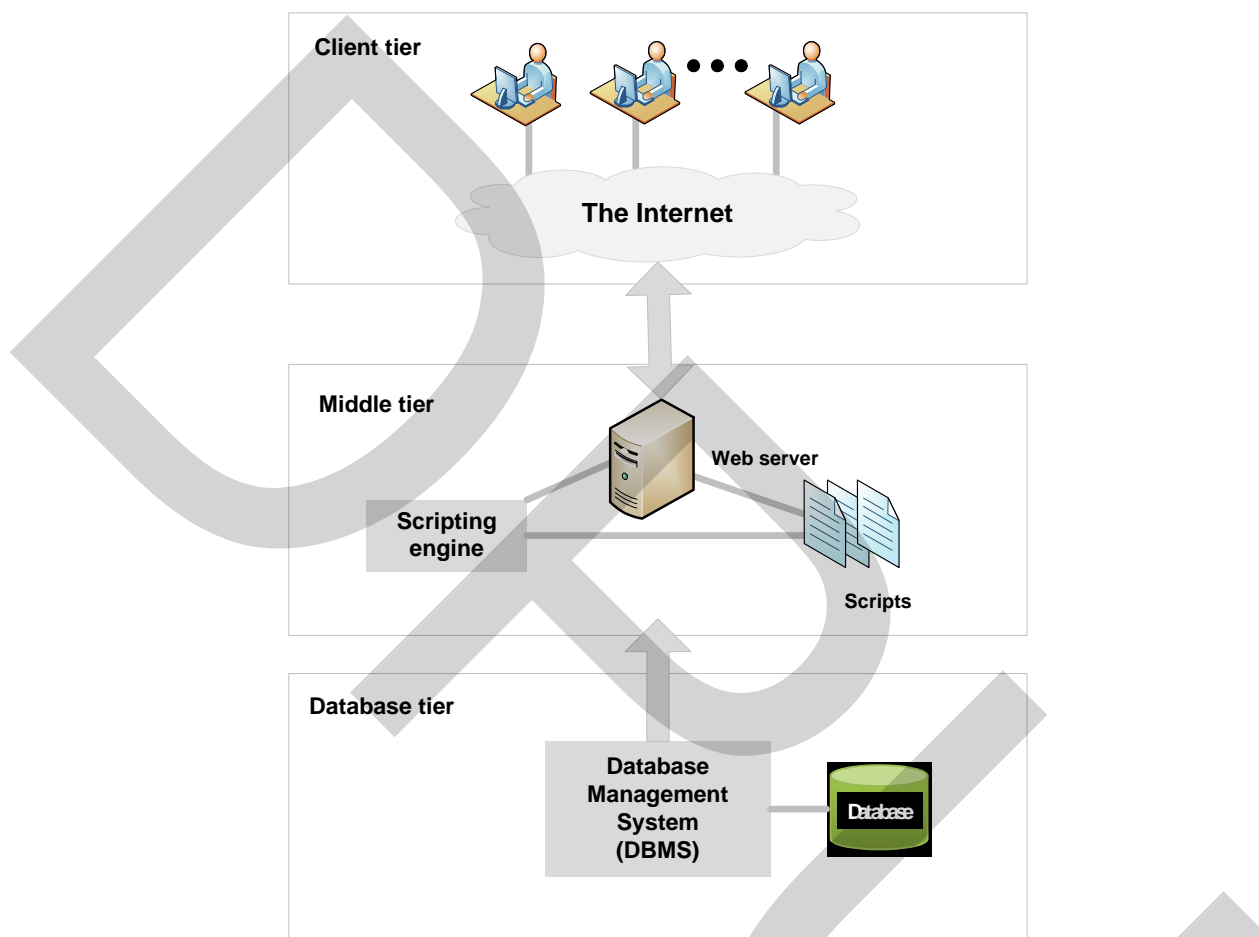 Client tier
The Internet
Middle tier
Web server
Scripting
engine
Scripts
Database tier
Database
Management
System
(DBMS)
Database